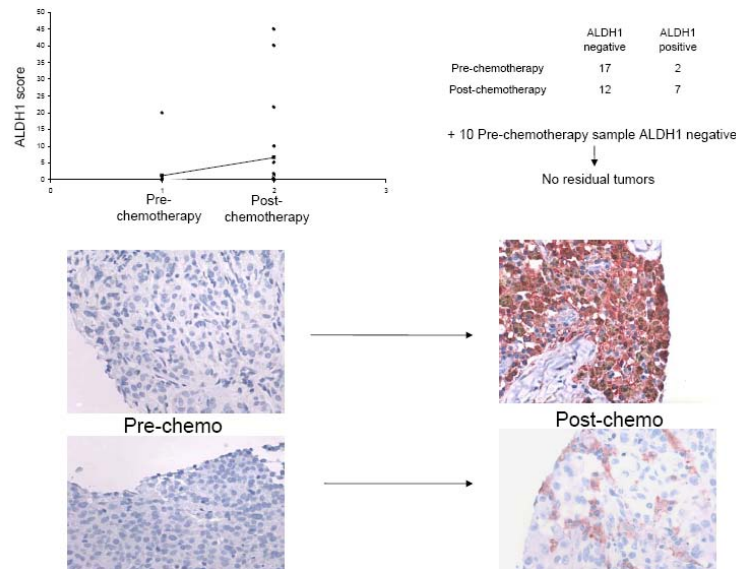 50
45
40
35
30
25
20
15
10
5
0
ALDH1 score
0 1 2 3
Pre-
chemotherapy
Post-
chemotherapy
ALDH1
negative
ALDH1
positive
Pre-chemotherapy 17 2
Post-chemotherapy 12 7
+ 10 Pre-chemotherapy sample ALDH1 negative
No residual tumors
Pre-chemo
Post-chemo